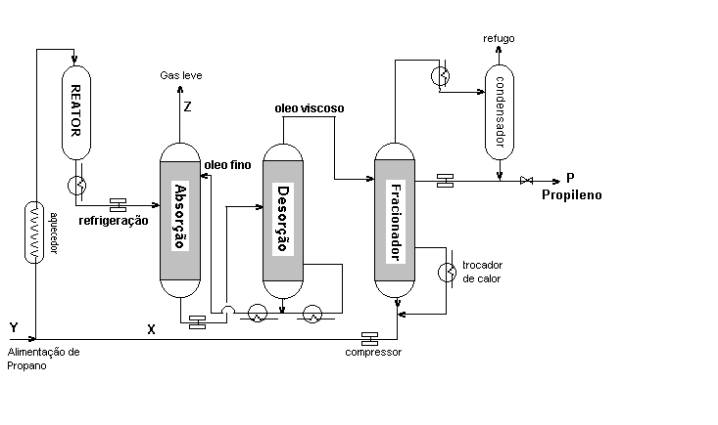 refugo
Gas leve
Z
oleo viscoso
REATOR
condensador
oleo fino
Absorção
Desorção
Fracionador
P
Propileno
refrigeração
aquecedor
trocador
de calor
Y
X
Alimentação de
Propano
compressor